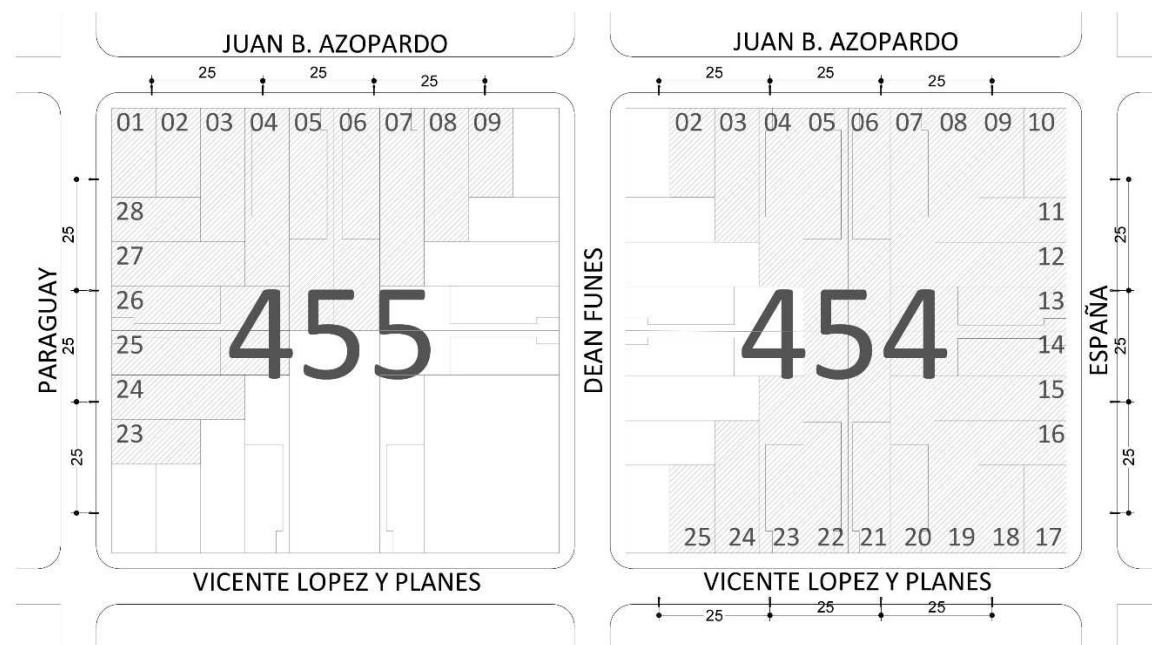 JUAN B. AZOPARDO
JUAN B. AZOPARDO
25 25 25
25 25 25
01 02 03 04 05 06 07 08 09
02 03 04 05 06 07 08 09 10
28
11
25
25
27
12
26
13
455
454
PARAGUAY
DEAN FUNES
ESPAÑA
25
25
25
14
24
15
23
16
25
25
25 24 23 22 21 20 19 18 17
VICENTE LOPEZ Y PLANES
VICENTE LOPEZ Y PLANES
25 25 25